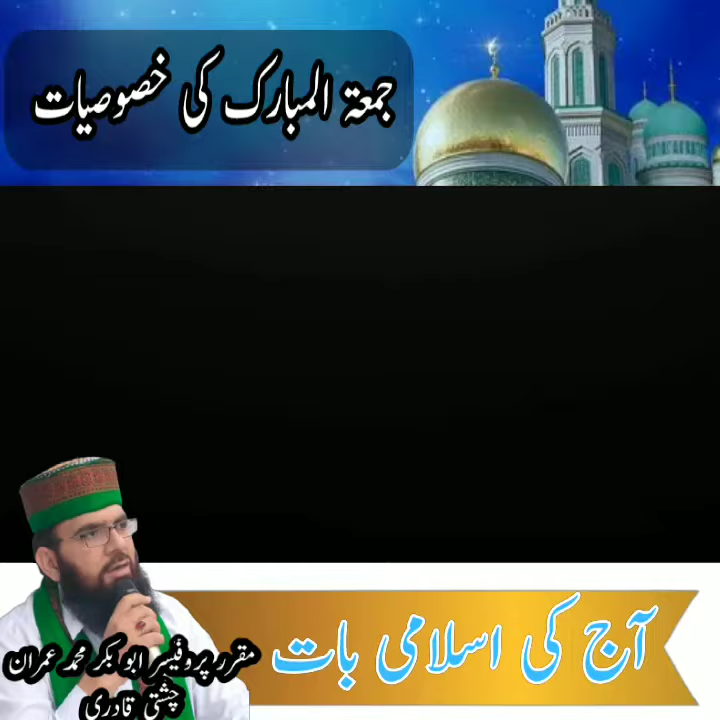 جمعۃ المبارک کی خصوصیات
آج کی اسلامی بات
مقرر پروفیسر ابو بکر محمد عمران
چشتی قادری